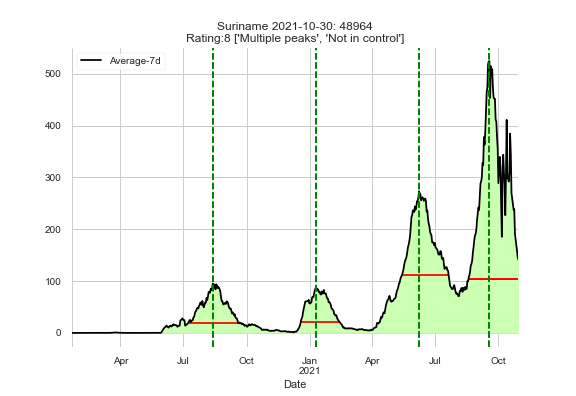 Suriname 2021-10-30: 48964
Rating:8 ['Multiple peaks', 'Not in control']
Average-7d
500
400
300
200
100
0
Apr Jul Oct Jan Apr Jul Oct
2021
Date